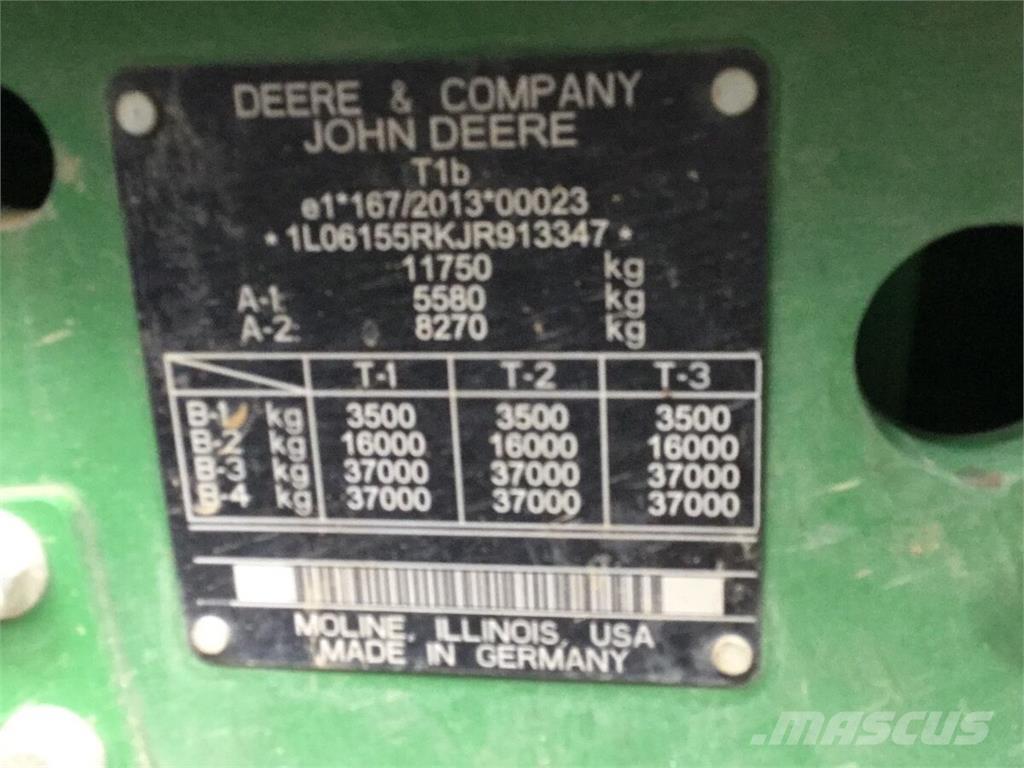 DEERE & COMPANY
JOHN DEERE
T1b
e1*167/2013*00023
*1L06155RKJR913347*
11750 kg
A-1: 5580 kg
A-2: 8270 kg
T-1 T-2 T-3
B-1 kg 3500 3500 3500
B-2 kg 16000 16000 16000
B-3 kg 37000 37000 37000
B-4 kg 37000 37000 37000
MOLINE, ILLINOIS, USA
MADE IN GERMANY
MASCUS